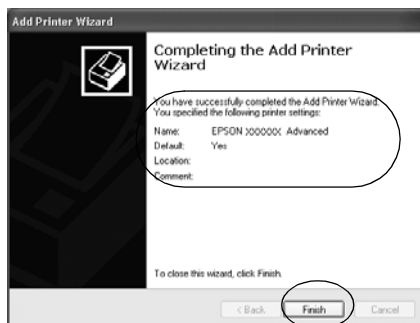 Add Printer Wizard
Completing the Add Printer
Wizard
You have successfully completed the Add Printer Wizard.
You specified the following printer settings:
Name: EPSON XXXXXX Advanced
Default: Yes
Location:
Comment:
To close this wizard, click Finish.
< Back Finish Cancel